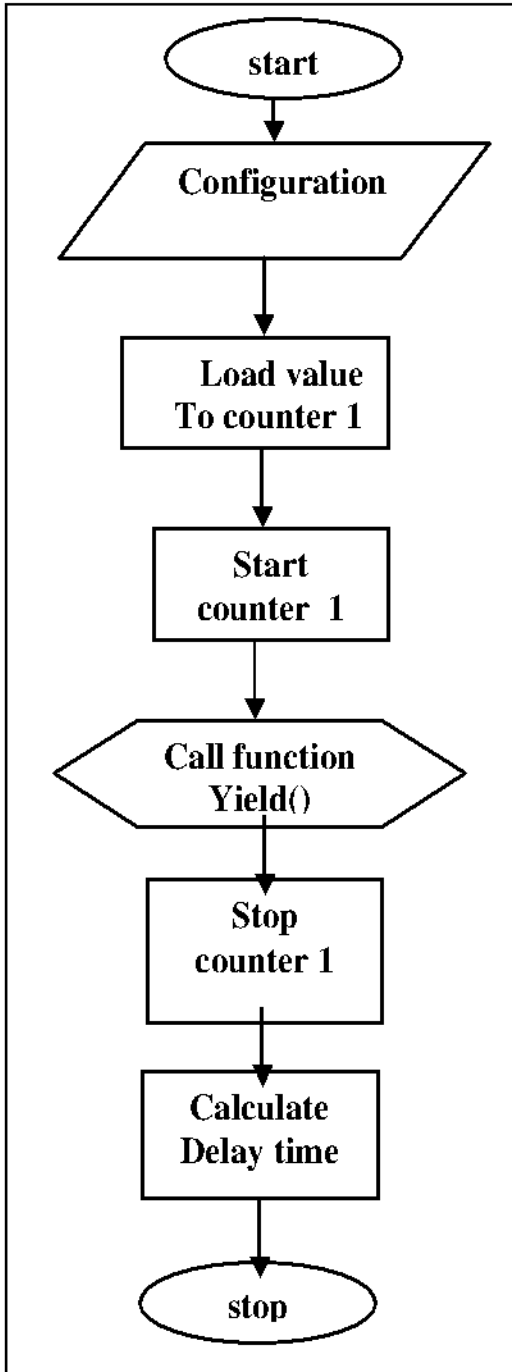 start
Configuration
Load value
To counter 1
Start
counter 1
Call function
Yield()
Stop
counter 1
Calculate
Delay time
stop